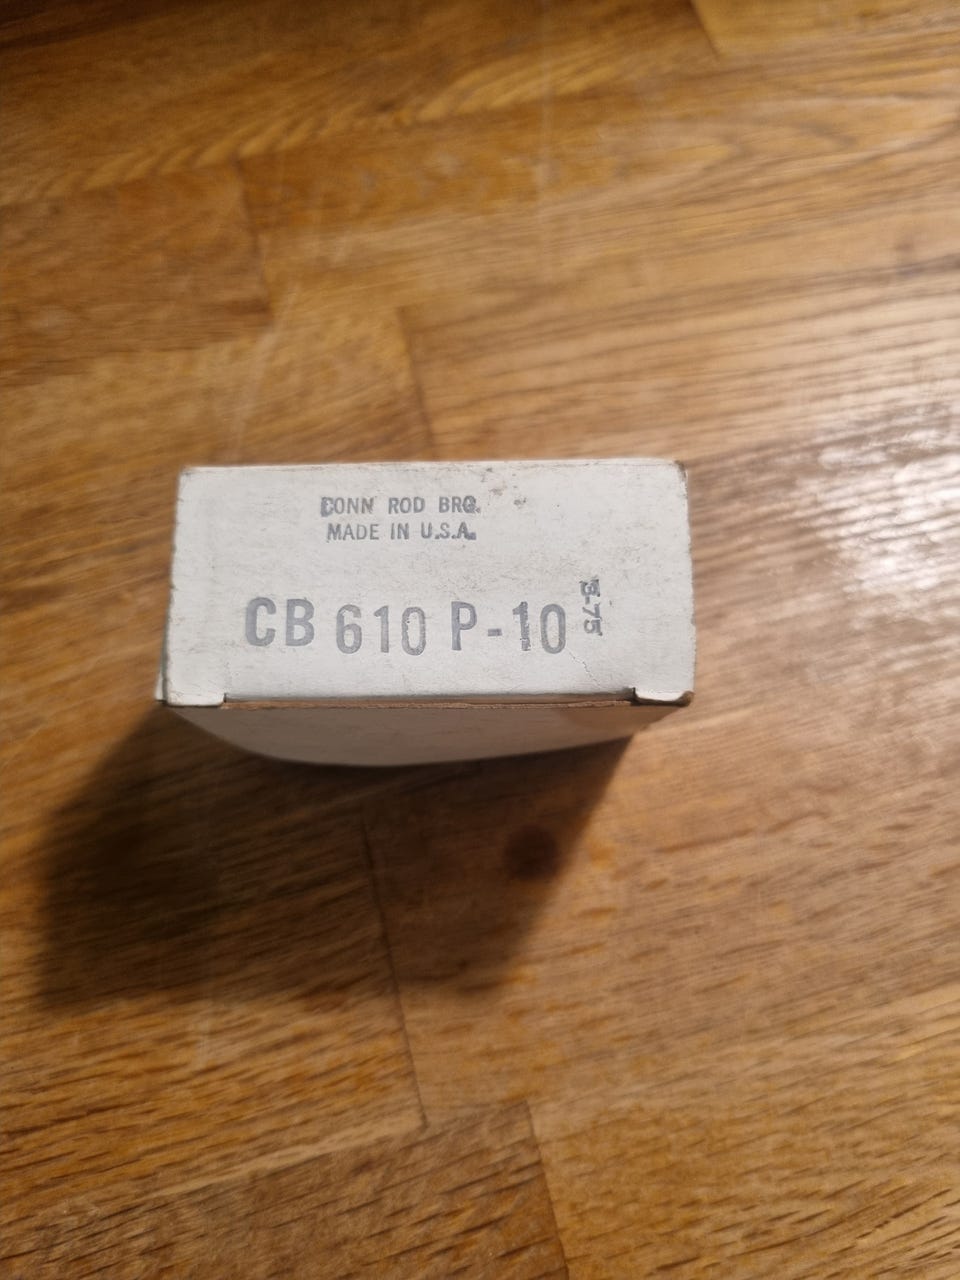 CONN ROD BRG.
MADE IN U.S.A.
CB 610 P-10